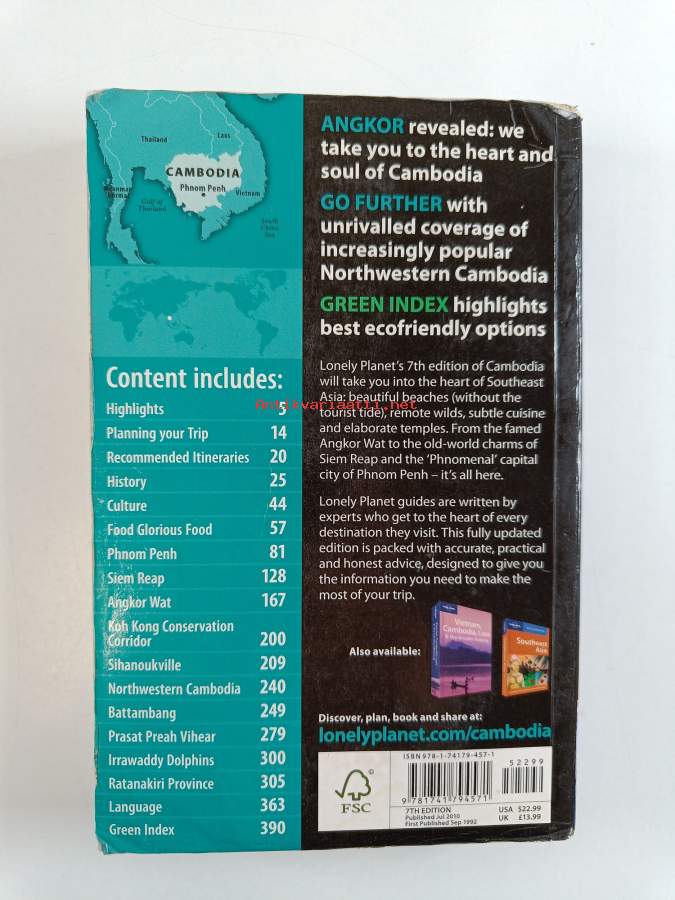 Thailand
Laos
CAMBODIA
Phnom Penh
Vietnam
Myanmar
(Burma)
Gulf of
Thailand
South
China
Sea
Content includes:
Highlights 5
Planning your Trip 14
Recommended Itineraries 20
History 25
Culture 44
Food Glorious Food 57
Phnom Penh 81
Siem Reap 128
Angkor Wat 167
Koh Kong Conservation
Corridor 200
Sihanoukville 209
Northwestern Cambodia 240
Battambang 249
Prasat Preah Vihear 279
Irrawaddy Dolphins 300
Ratanakiri Province 305
Language 363
Green Index 390
ANGKOR revealed: we
take you to the heart and
soul of Cambodia
GO FURTHER with
unrivalled coverage of
increasingly popular
Northwestern Cambodia
GREEN INDEX highlights
best ecofriendly options
Lonely Planet's 7th edition of Cambodia
will take you into the heart of Southeast
Asia: beautiful beaches (without the
tourist tide), remote wilds, subtle cuisine
and elaborate temples. From the famed
Angkor Wat to the old-world charms of
Siem Reap and the 'Phnomenal' capital
city of Phnom Penh – it's all here.
Lonely Planet guides are written by
experts who get to the heart of every
destination they visit. This fully updated
edition is packed with accurate, practical
and honest advice, designed to give you
the information you need to make the
most of your trip.
Also available:
Vietnam,
Cambodia, Laos
Southeast
Asia
Discover, plan, book and share at:
lonelyplanet.com/cambodia
FSC
ISBN 978-1-74179-457-1
52299
9 781741 794571
7TH EDITION
Published Jul 2010
First Published Sep 1992
USA $22.99
UK £13.99
Antikvariaatti.net